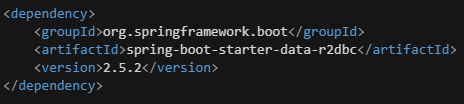 <dependency>
<groupId>org.springframework.boot</groupId>
<artifactId>spring-boot-starter-data-r2dbc</artifactId>
<version>2.5.2</version>
</dependency>